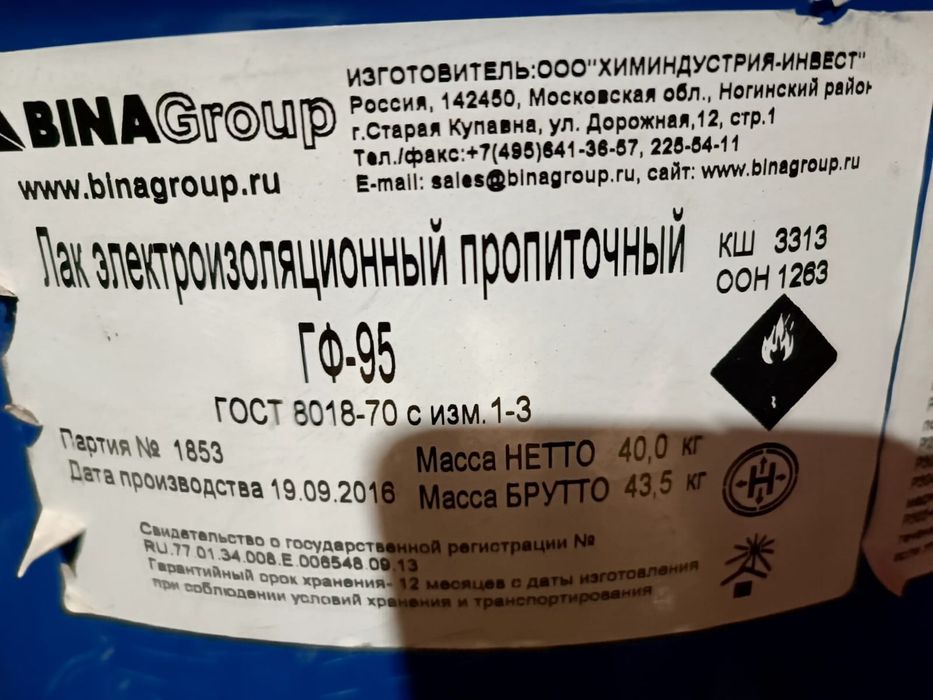 BINAGroup
www.binagroup.ru
ИЗГОТОВИТЕЛЬ:ООО"ХИМИНДУСТРИЯ-ИНВЕСТ"
Россия, 142450, Московская обл., Ногинский район
г.Старая Купавна, ул. Дорожная,12, стр.1
Тел./факс:+7(495)641-36-57, 225-54-11
E-mail: sales@binagroup.ru, сайт: www.binagroup.ru
Лак электроизоляционный пропиточный
КШ 3313
ООН 1263
ГФ-95
ГОСТ 8018-70 с изм.1-3
Партия № 1853
Дата производства 19.09.2016
Масса НЕТТО 40,0 кг
Масса БРУТТО 43,5 кг
Н
Свидетельство о государственной регистрации №
RU.77.01.34.008.Е.006548.09.13
Гарантийный срок хранения- 12 месяцев с даты изготовления
при соблюдении условий хранения и транспортирования